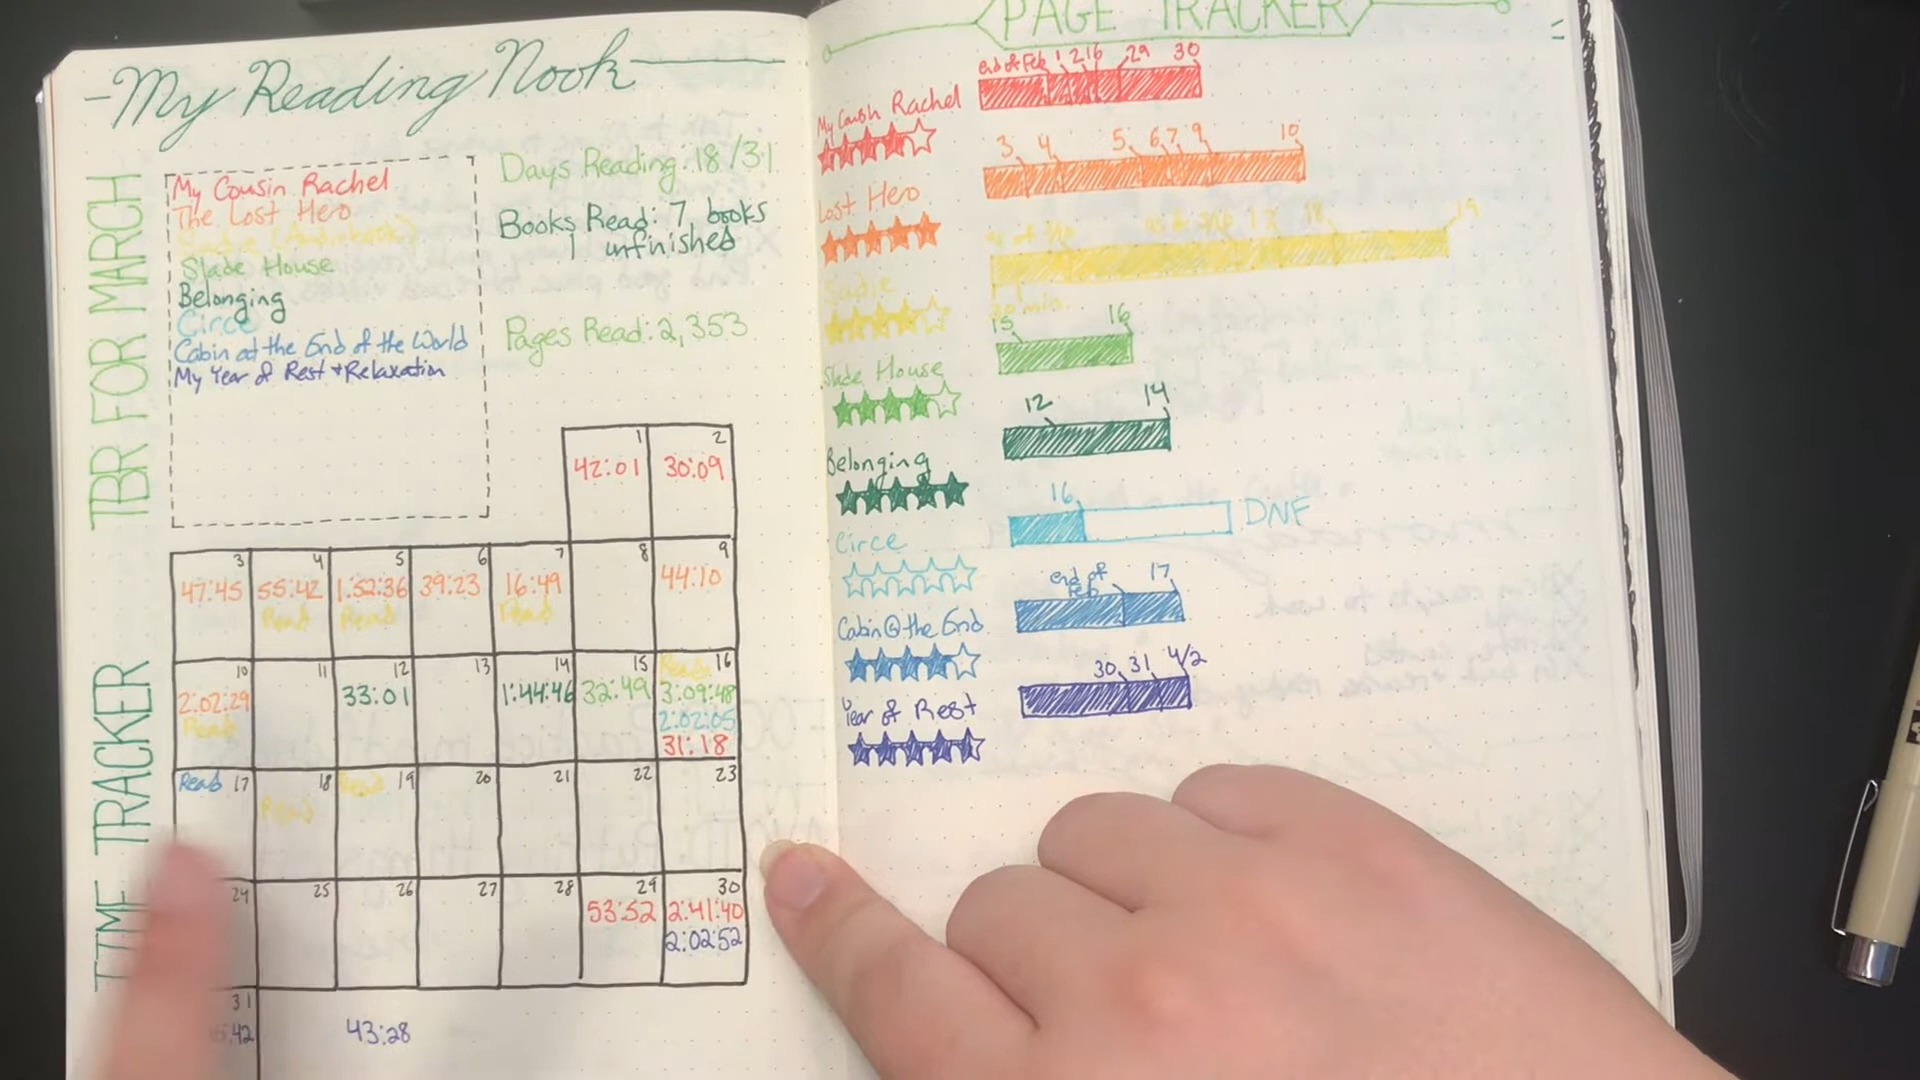 My Reading Nook
TBR FOR MARCH
My Cousin Rachel
The Lost Hero
Sadie (Audiobook)
Slade House
Belonging
Circe
Cabin at the End of the World
My Year of Rest + Relaxation
Days Reading: 18/31
Books Read: 7 books
1 unfinished
Pages Read: 2,353
TIME TRACKER
1 2
42:01 30:09
3 4 5 6 7 8 9
47:45 55:42 1:52:36 39:23 16:49 44:10
Read Read Read
10 11 12 13 14 15 Read 16
2:02:29 33:01 1:44:46 32:49 3:09:48
Read 2:02:05
31:18
Read 17 18 Read 19 20 21 22 23
Read
24 25 26 27 28 29 30
53:52 2:41:40
2:02:52
31
43:28
PAGE TRACKER
end of Feb 1 2 16 29 30
My Cousin Rachel
3 4 5 6 7 9 10
Lost Hero
17 18 19
Sadie
min.
15 16
Slade House
12 14
Belonging
16
DNF
Circe
end of Feb 17
Cabin @ the End
30 31 4/2
Year of Rest